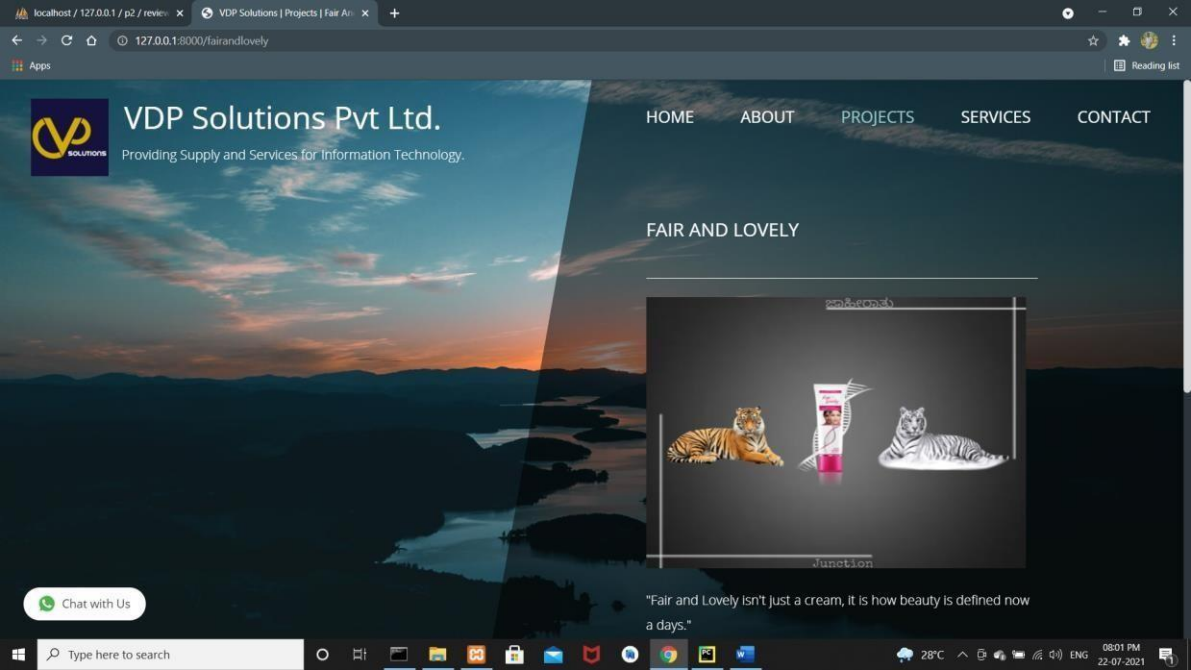 localhost / 127.0.0.1 / p2 / review
VDP Solutions | Projects | Fair An
127.0.0.1:8000/fairandlovely
Apps
Reading list
VP
SOLUTIONS
VDP Solutions Pvt Ltd.
Providing Supply and Services for Information Technology.
HOME ABOUT PROJECTS SERVICES CONTACT
FAIR AND LOVELY
ಜಾಹೀರಾತು
Junction
"Fair and Lovely isn't just a cream, it is how beauty is defined now
a days."
Chat with Us
Type here to search
28°C
ENG
08:01 PM
22-07-2021